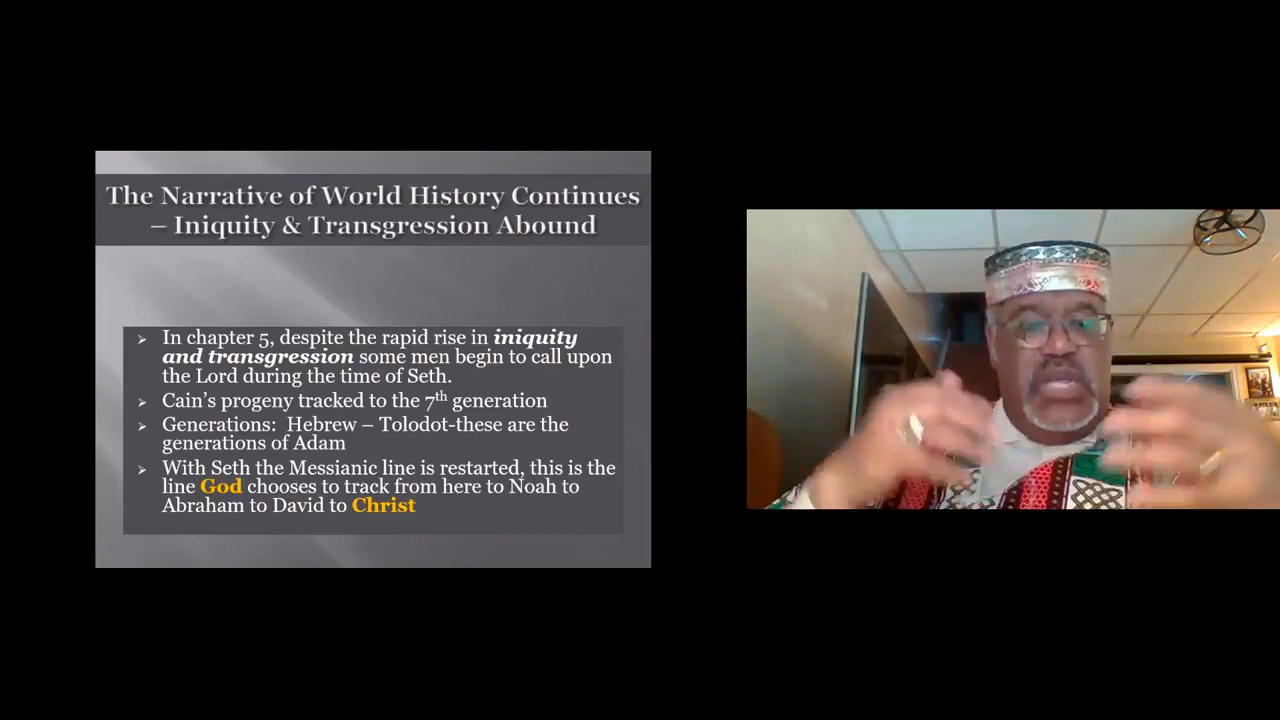 The Narrative of World History Continues
– Iniquity & Transgression Abound
➢ In chapter 5, despite the rapid rise in iniquity
and transgression some men begin to call upon
the Lord during the time of Seth.
➢ Cain's progeny tracked to the 7th generation
➢ Generations:  Hebrew – Tolodot-these are the
generations of Adam
➢ With Seth the Messianic line is restarted, this is the
line God chooses to track from here to Noah to
Abraham to David to Christ